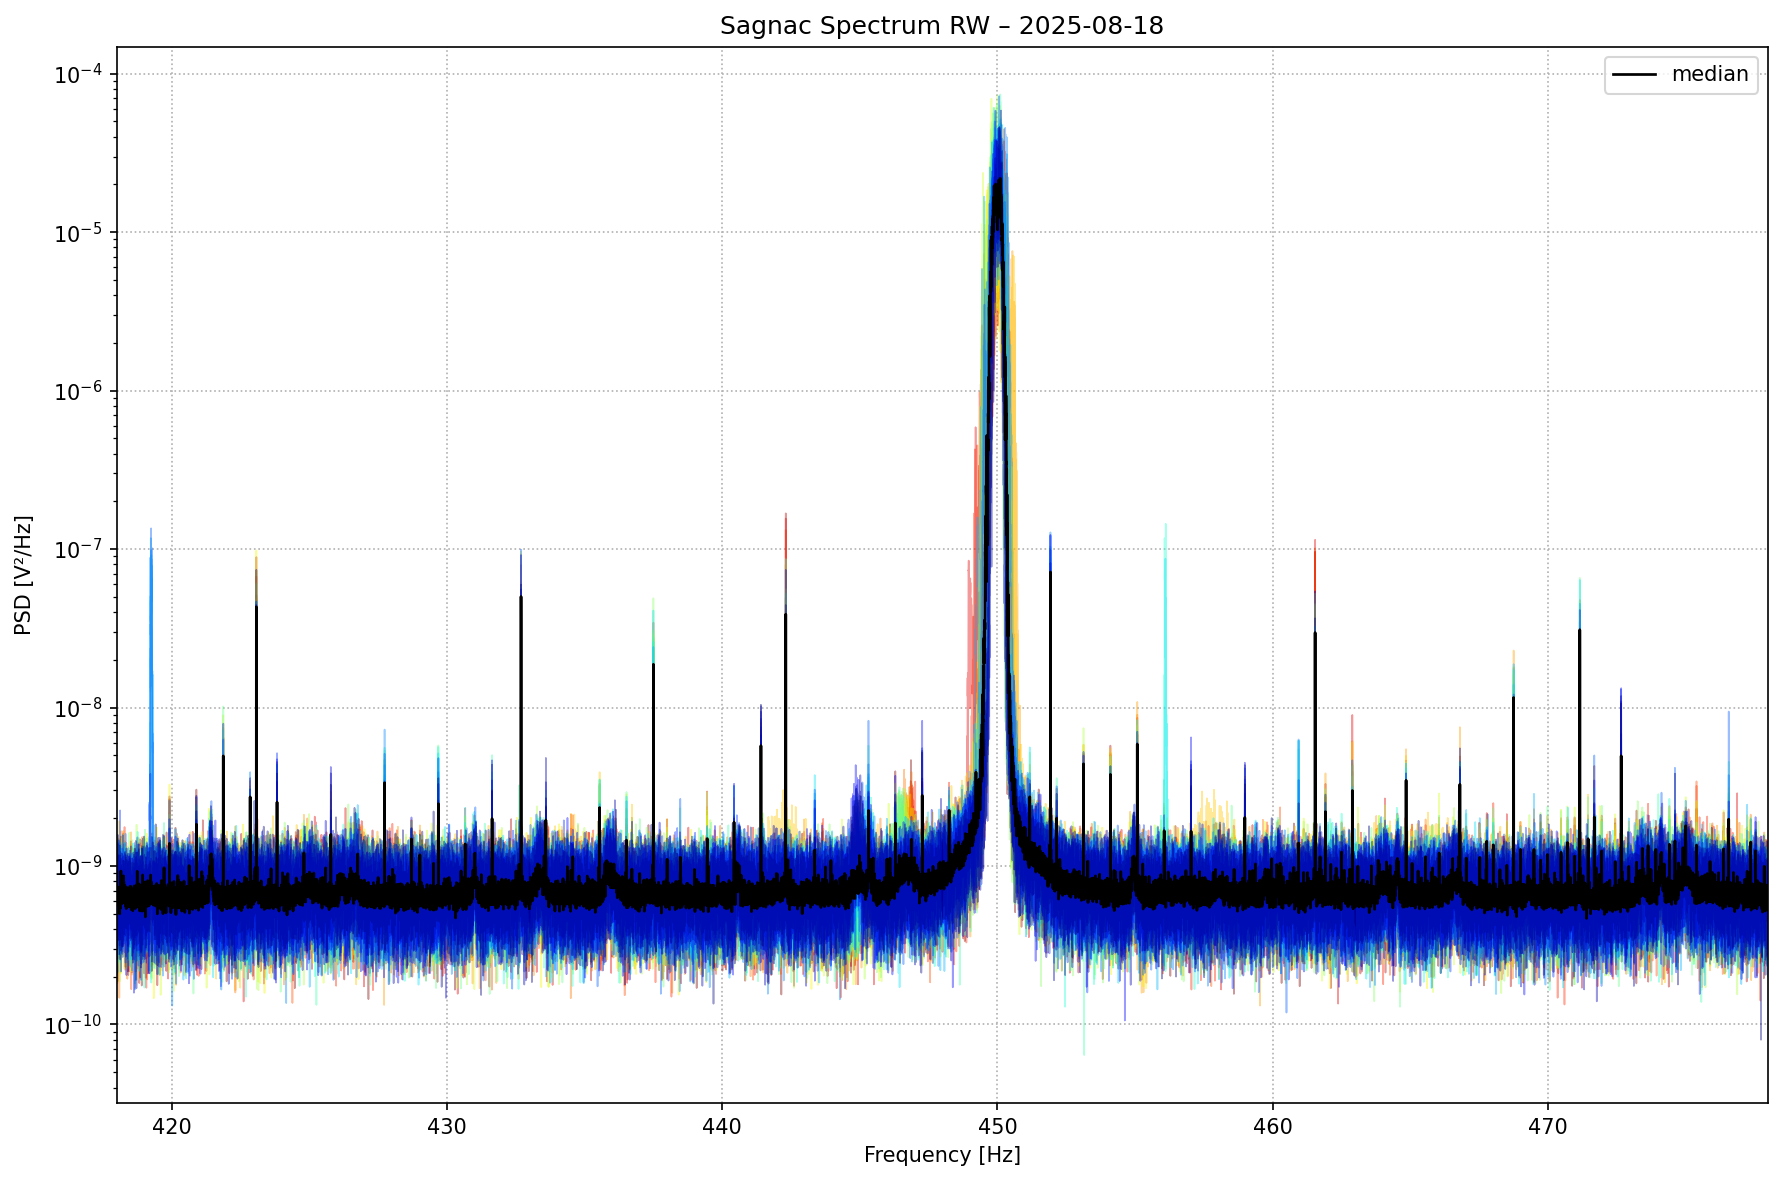 Sagnac Spectrum RW – 2025-08-18
median
PSD [V²/Hz]
10⁻⁴
10⁻⁵
10⁻⁶
10⁻⁷
10⁻⁸
10⁻⁹
10⁻¹⁰
420 430 440 450 460 470
Frequency [Hz]